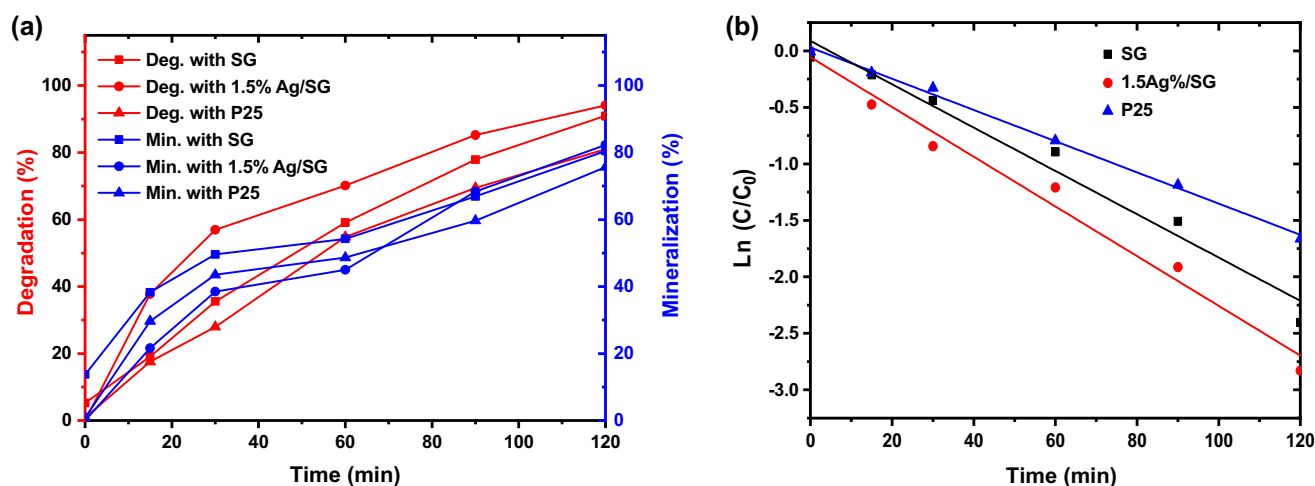 (a)
Deg. with SG
Deg. with 1.5% Ag/SG
Deg. with P25
Min. with SG
Min. with 1.5% Ag/SG
Min. with P25
Degradation (%)
100
80
60
40
20
0
Mineralization (%)
100
80
60
40
20
0
0 20 40 60 80 100 120
Time (min)
(b)
SG
1.5Ag%/SG
P25
Ln (C/C0)
0.0
-0.5
-1.0
-1.5
-2.0
-2.5
-3.0
0 20 40 60 80 100 120
Time (min)